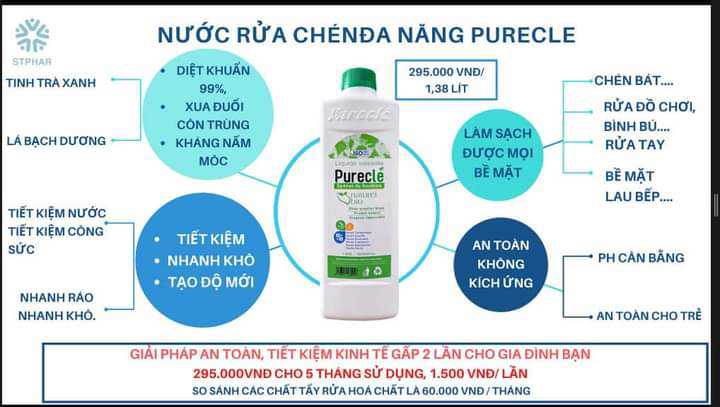 STPHAR
NƯỚC RỬA CHÉNĐA NĂNG PURECLE
TINH TRÀ XANH
LÁ BẠCH DƯƠNG
DIỆT KHUẨN
99%,
XUA ĐUỔI
CÔN TRÙNG
KHÁNG NẤM
MÓC
295.000 VNĐ/
1,38 LÍT
LÀM SẠCH
ĐƯỢC MỌI
BỀ MẶT
CHÉN BÁT....
RỬA ĐỒ CHƠI,
BÌNH BÚ....
RỬA TAY
BỀ MẶT
LAU BẾP....
TIẾT KIỆM NƯỚC
TIẾT KIỆM CÔNG
SỨC
NHANH RÁO
NHANH KHÔ.
TIẾT KIỆM
NHANH KHÔ
TẠO ĐỘ MỚI
Purecle
Pureclé
naturel
bio
AN TOÀN
KHÔNG
KÍCH ỨNG
PH CÂN BẰNG
AN TOÀN CHO TRẺ
GIẢI PHÁP AN TOÀN, TIẾT KIỆM KINH TẾ GẤP 2 LẦN CHO GIA ĐÌNH BẠN
295.000VNĐ CHO 5 THÁNG SỬ DỤNG, 1.500 VNĐ/ LẦN
SO SÁNH CÁC CHẤT TẨY RỬA HOÁ CHẤT LÀ 60.000 VNĐ / THÁNG